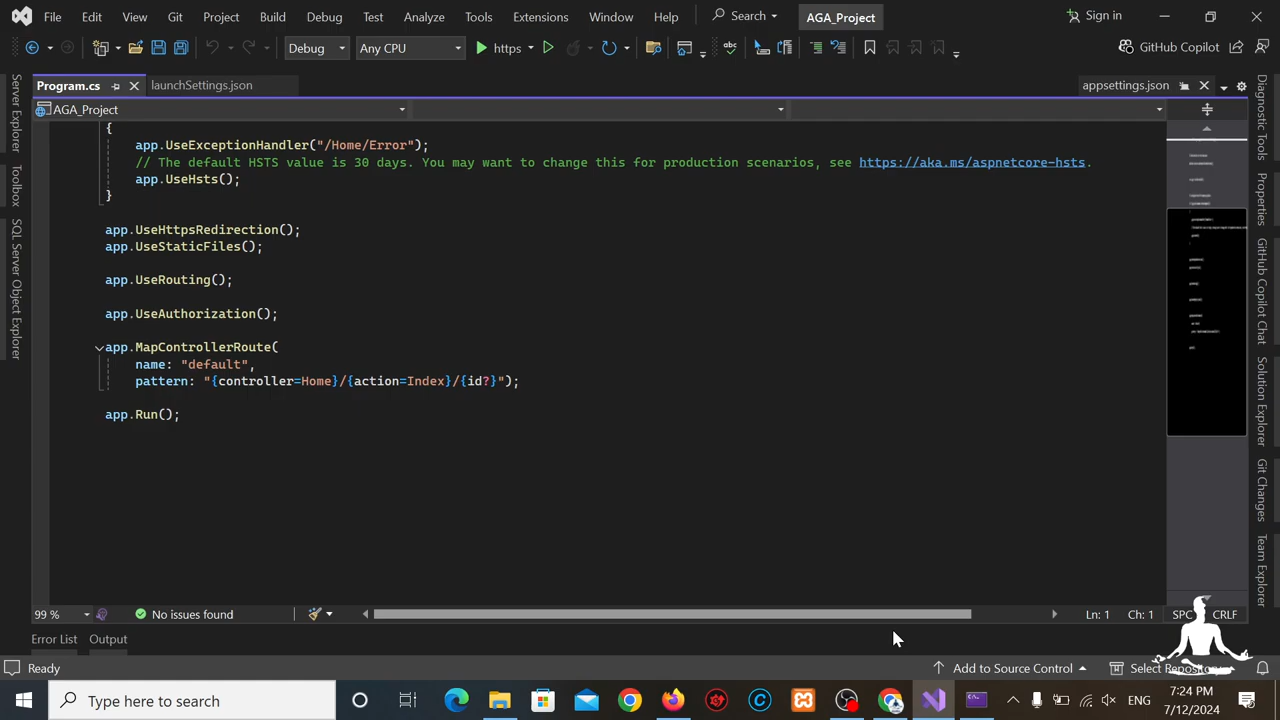 File Edit View Git Project Build Debug Test Analyze Tools Extensions Window Help Search AGA_Project Sign in
Debug Any CPU https GitHub Copilot
Program.cs launchSettings.json appsettings.json
AGA_Project
{
app.UseExceptionHandler("/Home/Error");
// The default HSTS value is 30 days. You may want to change this for production scenarios, see https://aka.ms/aspnetcore-hsts.
app.UseHsts();
}
app.UseHttpsRedirection();
app.UseStaticFiles();
app.UseRouting();
app.UseAuthorization();
app.MapControllerRoute(
name: "default",
pattern: "{controller=Home}/{action=Index}/{id?}");
app.Run();
Server Explorer
Toolbox
SQL Server Object Explorer
Diagnostic Tools
Properties
GitHub Copilot Chat
Solution Explorer
Git Changes
Team Explorer
99 % No issues found Ln: 1 Ch: 1 SPC CRLF
Error List Output
Ready Add to Source Control Select Repository
Type here to search ENG 7:24 PM
7/12/2024